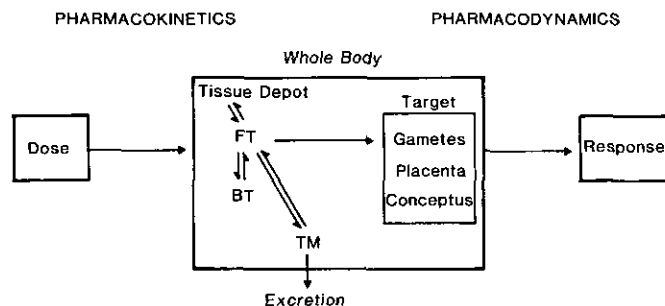 PHARMACOKINETICS
PHARMACODYNAMICS
Whole Body
Tissue Depot
Target
Dose
FT
Gametes
Response
Placenta
BT
Conceptus
TM
Excretion